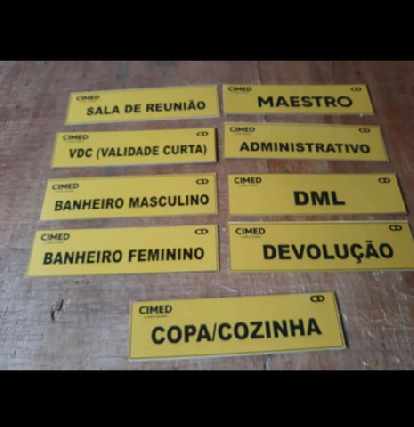 CIMED
SALA DE REUNIÃO
CIMED
MAESTRO
CIMED
VDC (VALIDADE CURTA)
CIMED
ADMINISTRATIVO
CIMED
BANHEIRO MASCULINO
CIMED
DML
CIMED
BANHEIRO FEMININO
CIMED
DEVOLUÇÃO
CIMED
COPA/COZINHA